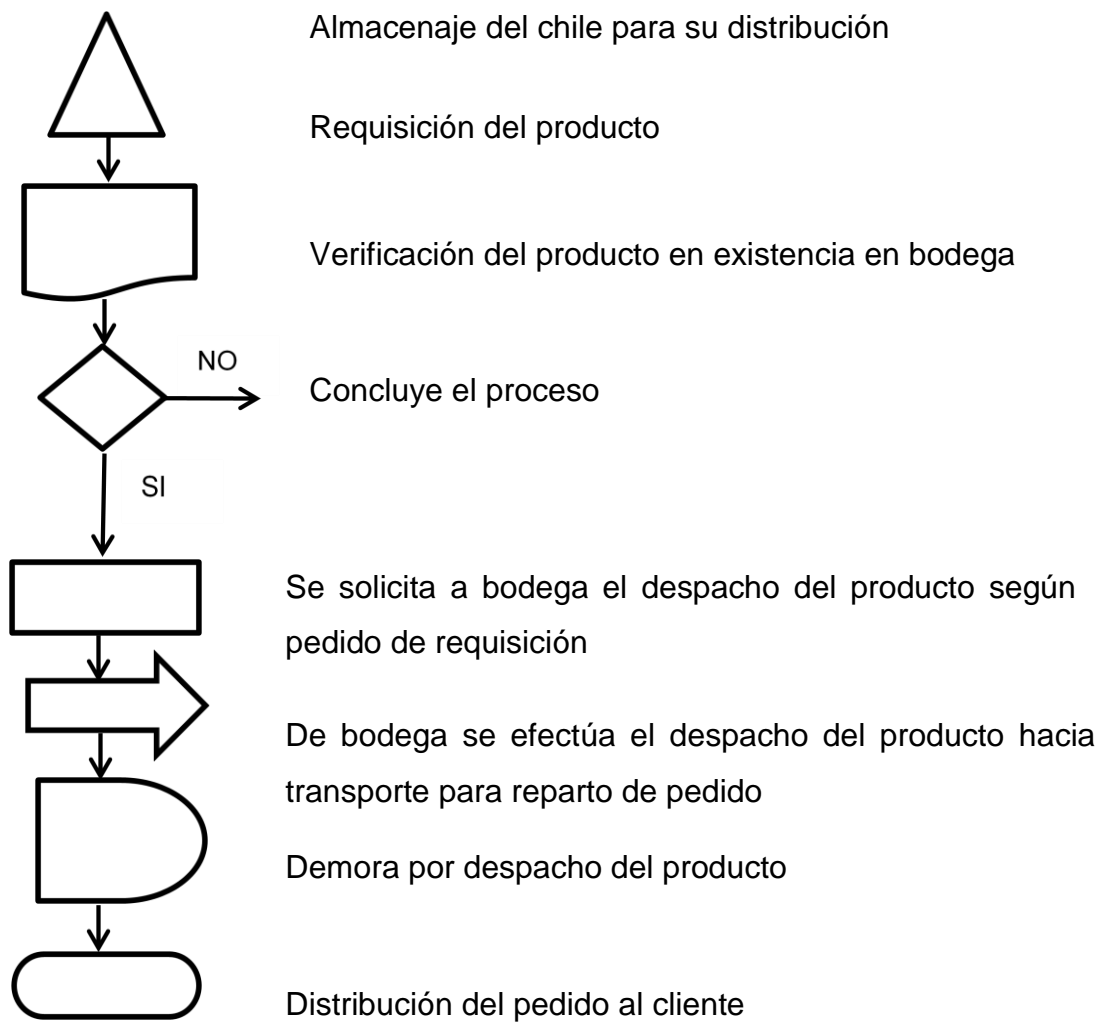 Almacenaje del chile para su distribución
Requisición del producto
Verificación del producto en existencia en bodega
NO
Concluye el proceso
SI
Se solicita a bodega el despacho del producto según
pedido de requisición
De bodega se efectúa el despacho del producto hacia
transporte para reparto de pedido
Demora por despacho del producto
Distribución del pedido al cliente